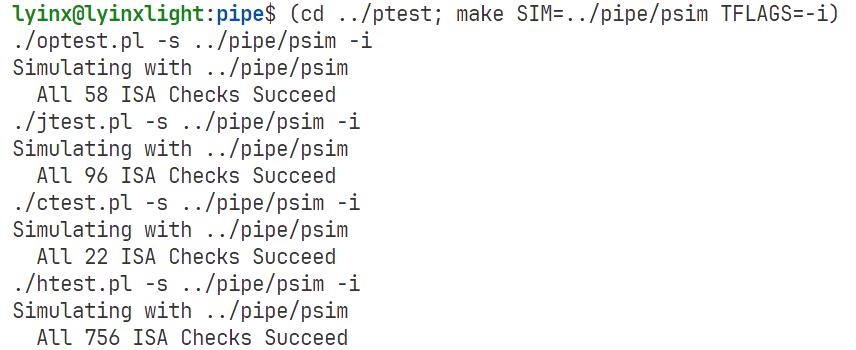 lyinx@lyinxlight:pipe$ (cd ../ptest; make SIM=../pipe/psim TFLAGS=-i)
./optest.pl -s ../pipe/psim -i
Simulating with ../pipe/psim
  All 58 ISA Checks Succeed
./jtest.pl -s ../pipe/psim -i
Simulating with ../pipe/psim
  All 96 ISA Checks Succeed
./ctest.pl -s ../pipe/psim -i
Simulating with ../pipe/psim
  All 22 ISA Checks Succeed
./htest.pl -s ../pipe/psim -i
Simulating with ../pipe/psim
  All 756 ISA Checks Succeed